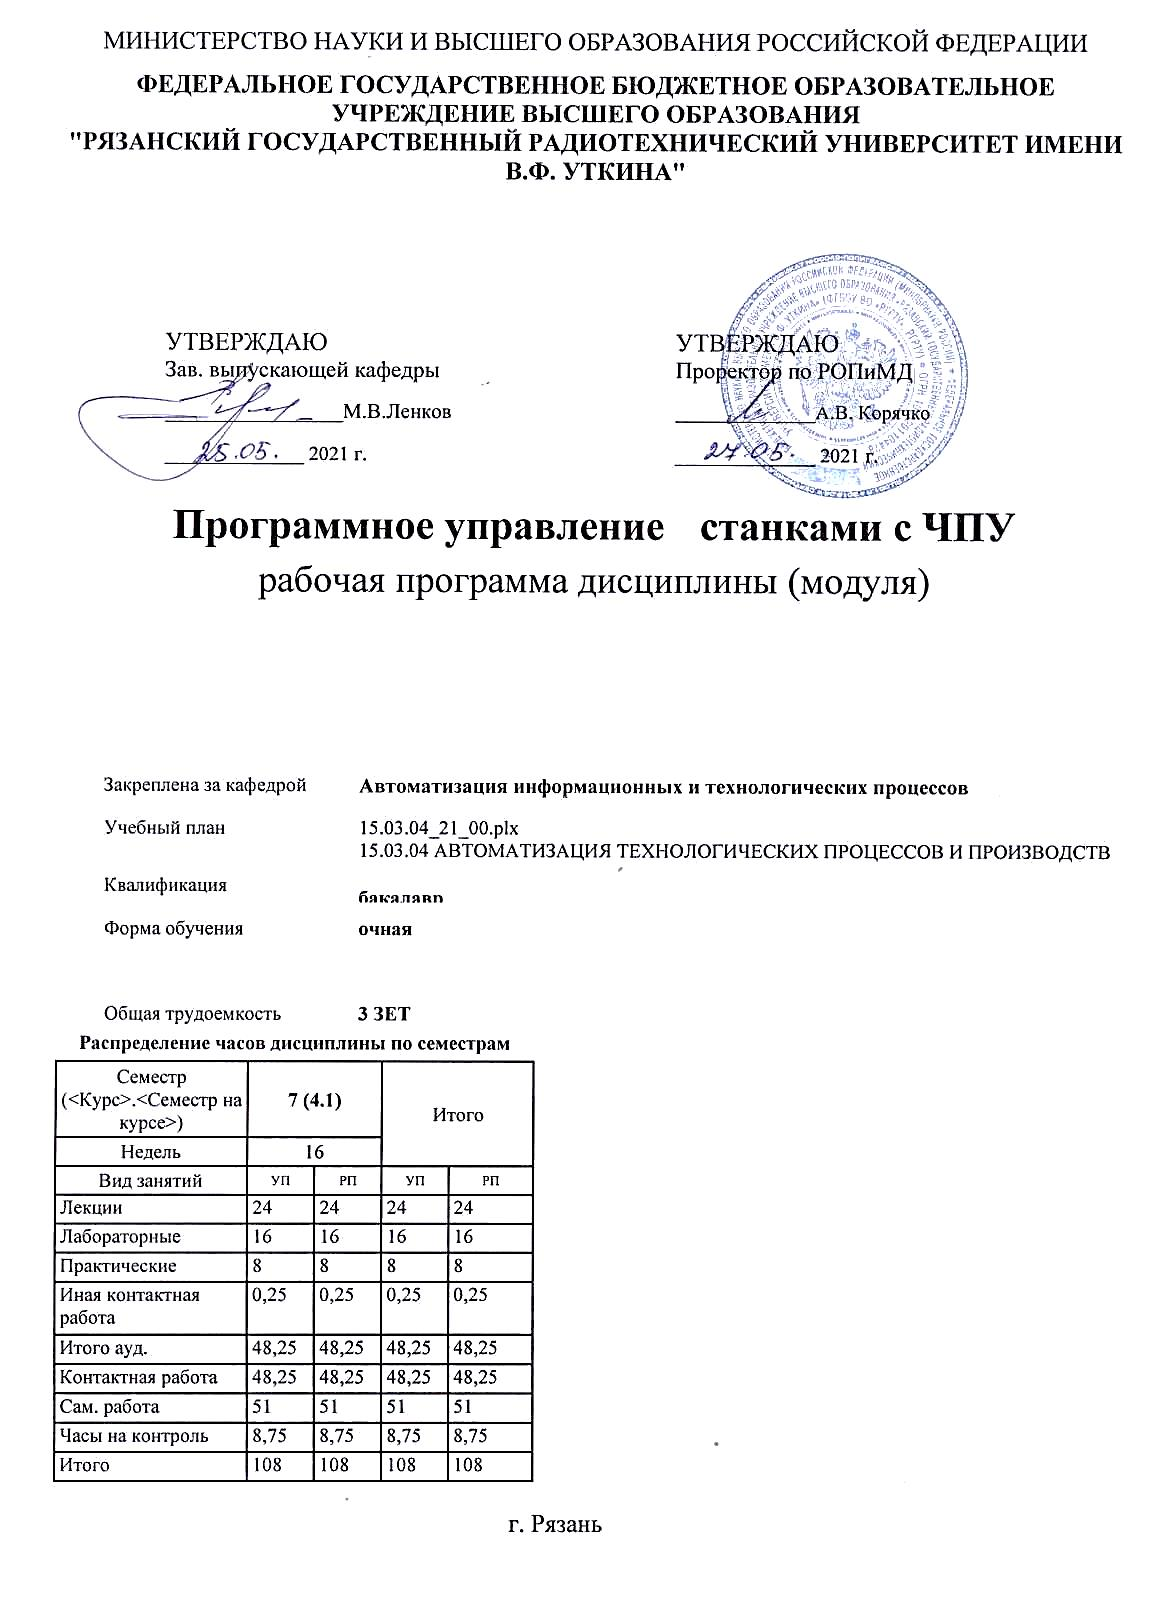 МИНИСТЕРСТВО НАУКИ И ВЫСШЕГО ОБРАЗОВАНИЯ РОССИЙСКОЙ ФЕДЕРАЦИИ
ФЕДЕРАЛЬНОЕ ГОСУДАРСТВЕННОЕ БЮДЖЕТНОЕ ОБРАЗОВАТЕЛЬНОЕ
УЧРЕЖДЕНИЕ ВЫСШЕГО ОБРАЗОВАНИЯ
"РЯЗАНСКИЙ ГОСУДАРСТВЕННЫЙ РАДИОТЕХНИЧЕСКИЙ УНИВЕРСИТЕТ ИМЕНИ
В.Ф. УТКИНА"
УТВЕРЖДАЮ
Зав. выпускающей кафедры
М.В.Ленков
25.05. 2021 г.
УТВЕРЖДАЮ
Проректор по РОПиМД
А.В. Корячко
27.05. 2021 г.
Программное управление станками с ЧПУ
рабочая программа дисциплины (модуля)
Закреплена за кафедрой Автоматизация информационных и технологических процессов
Учебный план 15.03.04_21_00.plx
15.03.04 АВТОМАТИЗАЦИЯ ТЕХНОЛОГИЧЕСКИХ ПРОЦЕССОВ И ПРОИЗВОДСТВ
Квалификация бакалавр
Форма обучения очная
Общая трудоемкость 3 ЗЕТ
Распределение часов дисциплины по семестрам
Семестр
(<Курс>.<Семестр на
курсе>) 7 (4.1) Итого
Недель 16
Вид занятий УП РП УП РП
Лекции 24 24 24 24
Лабораторные 16 16 16 16
Практические 8 8 8 8
Иная контактная
работа 0,25 0,25 0,25 0,25
Итого ауд. 48,25 48,25 48,25 48,25
Контактная работа 48,25 48,25 48,25 48,25
Сам. работа 51 51 51 51
Часы на контроль 8,75 8,75 8,75 8,75
Итого 108 108 108 108
г. Рязань